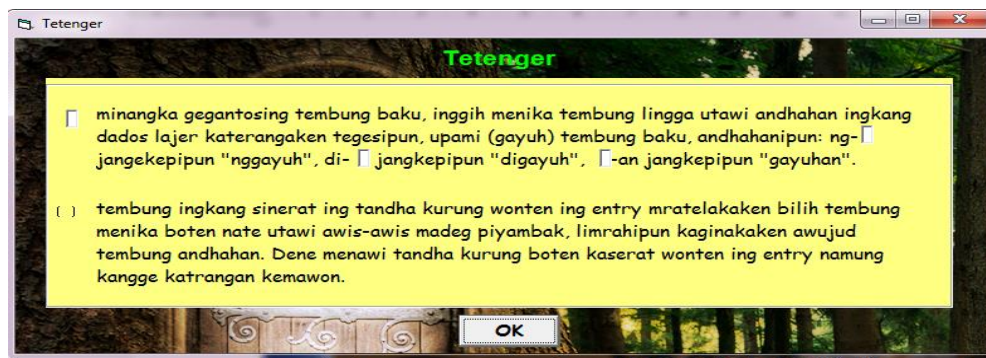 Tetenger
Tetenger
minangka gegantosing tembung baku, inggih menika tembung lingga utawi andhahan ingkang
dados lajer katerangaken tegesipun, upami (gayuh) tembung baku, andhahanipun: ng-▯
jangekepipun "nggayuh", di- ▯ jangkepipun "digayuh", ▯-an jangkepipun "gayuhan".
( ) tembung ingkang sinerat ing tandha kurung wonten ing entry mratelakaken bilih tembung
menika boten nate utawi awis-awis madeg piyambak, limrahipun kaginakaken awujud
tembung andhahan. Dene menawi tandha kurung boten kaserat wonten ing entry namung
kangge katrangan kemawon.
OK